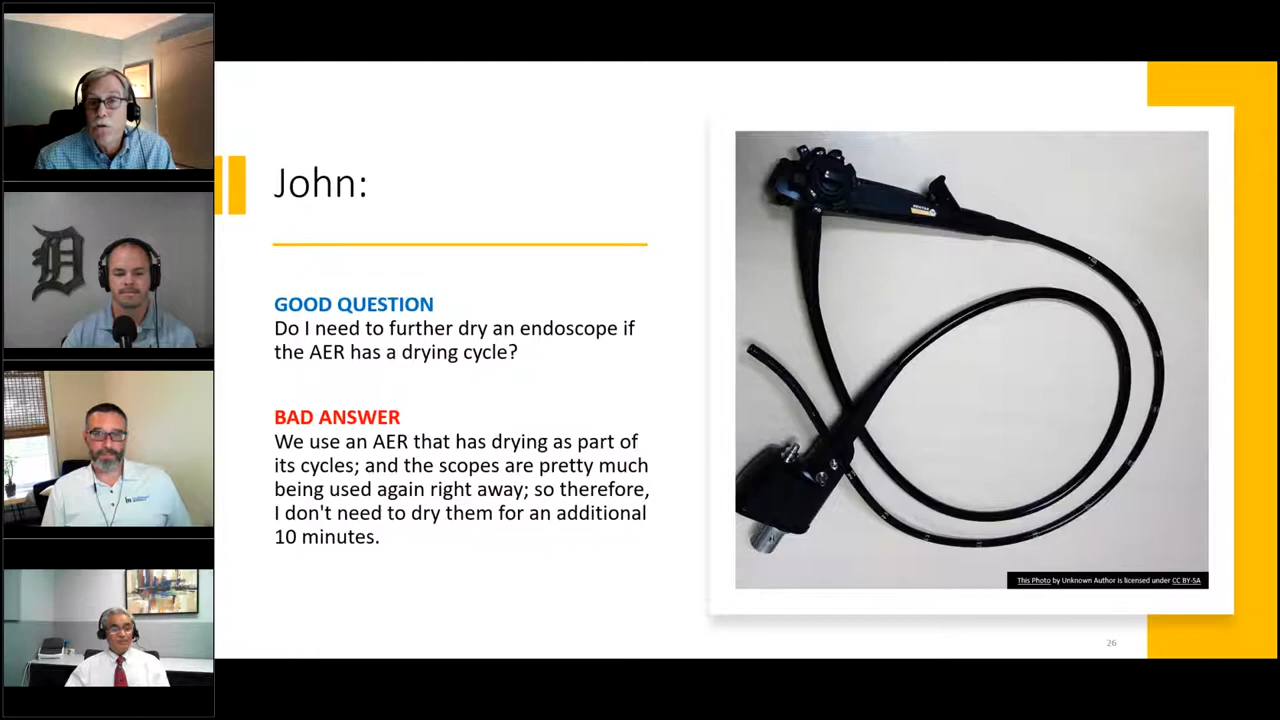 John:
GOOD QUESTION
Do I need to further dry an endoscope if
the AER has a drying cycle?
BAD ANSWER
We use an AER that has drying as part of
its cycles; and the scopes are pretty much
being used again right away; so therefore,
I don't need to dry them for an additional
10 minutes.
PENTAX
This Photo by Unknown Author is licensed under CC BY-SA
26
D